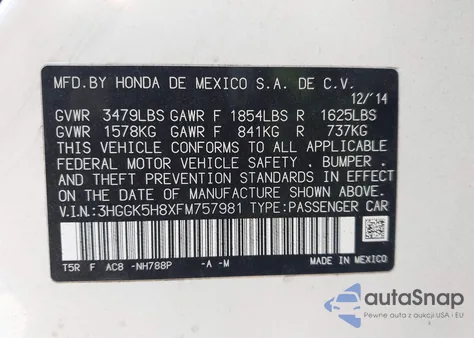 MFD.BY HONDA DE MEXICO S.A. DE C.V.
12/'14
GVWR 3479LBS GAWR F 1854LBS R 1625LBS
GVWR 1578KG GAWR F 841KG R 737KG
THIS VEHICLE CONFORMS TO ALL APPLICABLE
FEDERAL MOTOR VEHICLE SAFETY . BUMPER .
AND THEFT PREVENTION STANDARDS IN EFFECT
ON THE DATE OF MANUFACTURE SHOWN ABOVE .
V.I.N.:3HGGK5H8XFM757981 TYPE:PASSENGER CAR
T5R F AC8 -NH788P -A -M
MADE IN MEXICO
autoSnap
Pewne auta z aukcji USA i EU